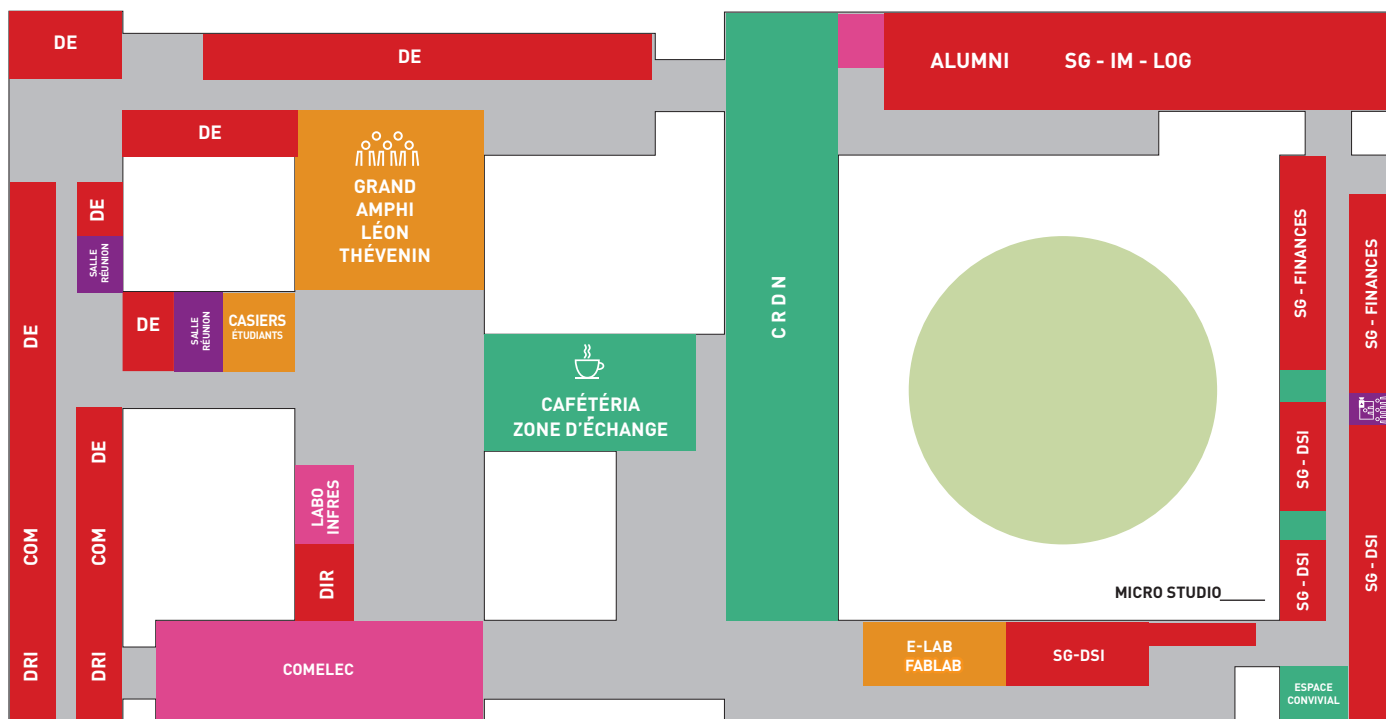 DE
DE
ALUMNI SG - IM - LOG
DE
GRAND
AMPHI
LÉON
THÉVENIN
DE
SALLE
RÉUNION
DE
SALLE
RÉUNION
CASIERS
ÉTUDIANTS
DE
COM
DRI
DE
COM
DRI
CAFÉTÉRIA
ZONE D'ÉCHANGE
LABO
INFRES
DIR
COMELEC
CRDN
SG - FINANCES
SG - FINANCES
SG - DSI
SG - DSI
SG - DSI
MICRO STUDIO_____
E-LAB
FABLAB
SG-DSI
ESPACE
CONVIVIAL